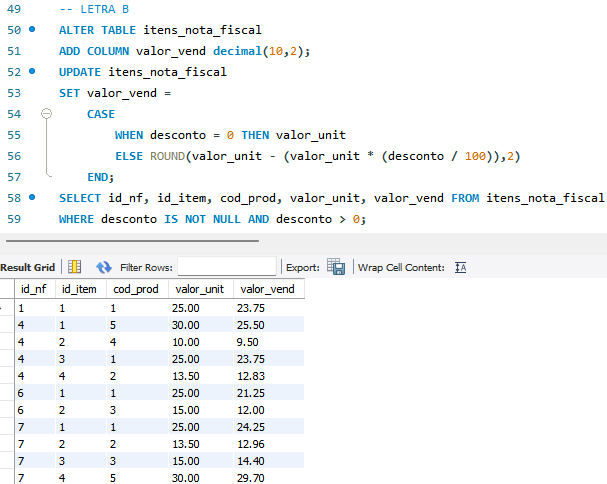 49 -- LETRA B
50 ALTER TABLE itens_nota_fiscal
51 ADD COLUMN valor_vend decimal(10,2);
52 UPDATE itens_nota_fiscal
53 SET valor_vend =
54 CASE
55 WHEN desconto = 0 THEN valor_unit
56 ELSE ROUND(valor_unit - (valor_unit * (desconto / 100)),2)
57 END;
58 SELECT id_nf, id_item, cod_prod, valor_unit, valor_vend FROM itens_nota_fiscal
59 WHERE desconto IS NOT NULL AND desconto > 0;
Result Grid Filter Rows: Export: Wrap Cell Content:
id_nf id_item cod_prod valor_unit valor_vend
1 1 1 25.00 23.75
4 1 5 30.00 25.50
4 2 4 10.00 9.50
4 3 1 25.00 23.75
4 4 2 13.50 12.83
6 1 1 25.00 21.25
6 2 3 15.00 12.00
7 1 1 25.00 24.25
7 2 2 13.50 12.96
7 3 3 15.00 14.40
7 4 5 30.00 29.70